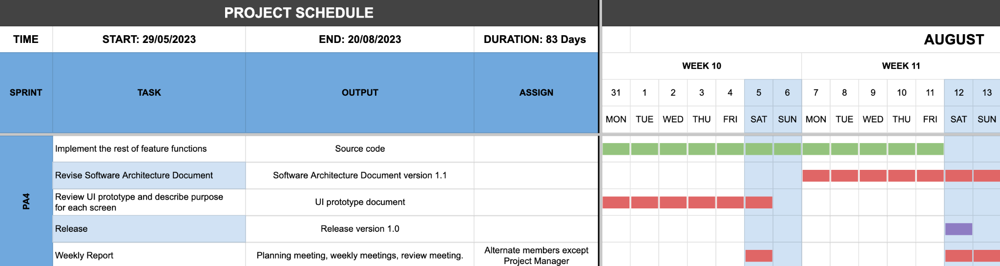 PROJECT SCHEDULE
TIME START: 29/05/2023 END: 20/08/2023 DURATION: 83 Days AUGUST
WEEK 10 WEEK 11
SPRINT TASK OUTPUT ASSIGN 31 1 2 3 4 5 6 7 8 9 10 11 12 13
MON TUE WED THU FRI SAT SUN MON TUE WED THU FRI SAT SUN
PA4
Implement the rest of feature functions Source code
Revise Software Architecture Document Software Architecture Document version 1.1
Review UI prototype and describe purpose
for each screen
UI prototype document
Release Release version 1.0
Weekly Report Planning meeting, weekly meetings, review meeting.
Alternate members except
Project Manager